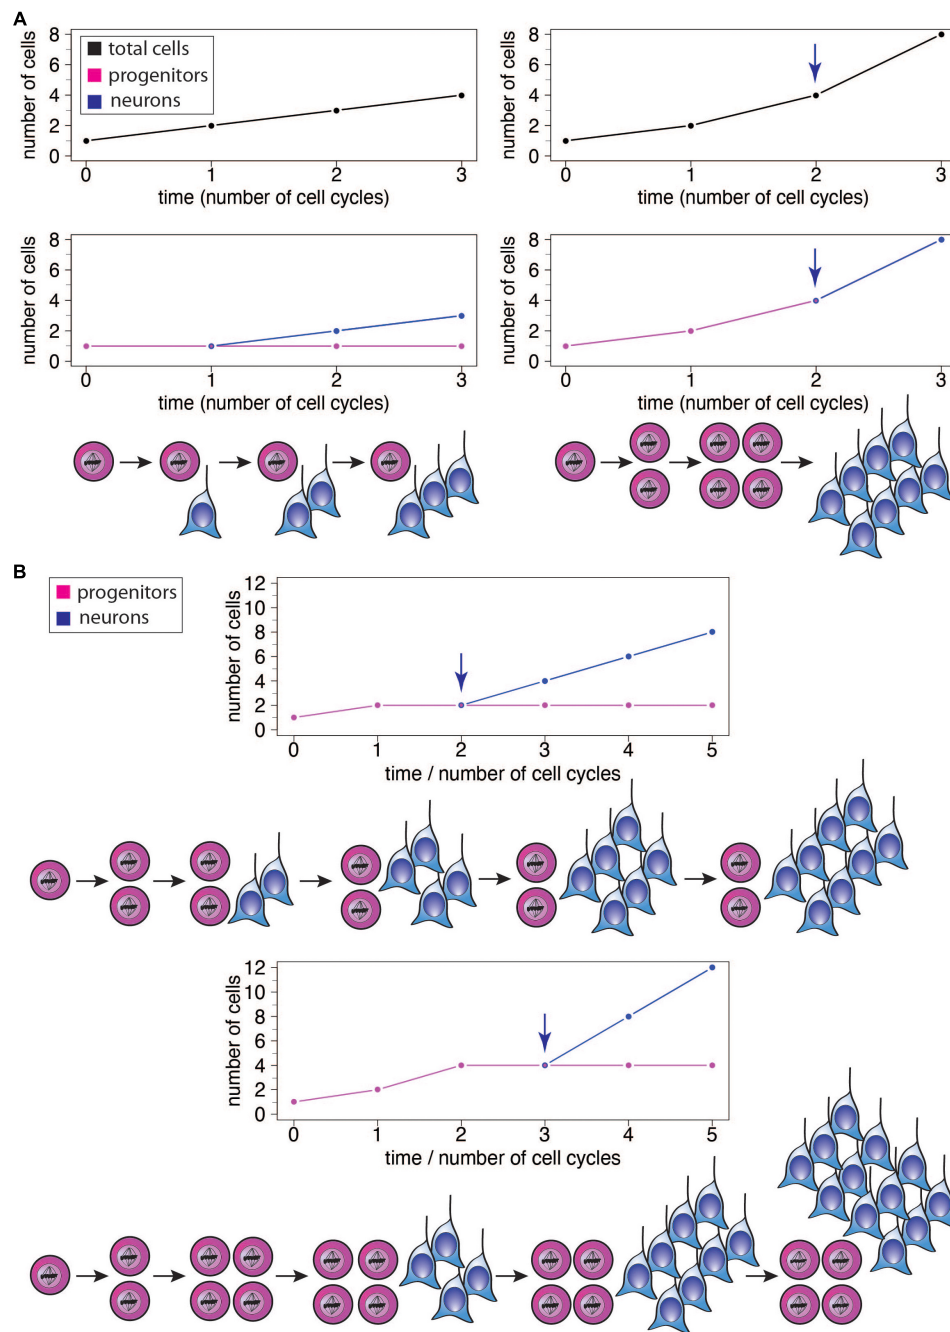 A
total cells
progenitors
neurons
number of cells
8
6
4
2
0
0 1 2 3
time (number of cell cycles)
number of cells
8
6
4
2
0
0 1 2 3
time (number of cell cycles)
number of cells
8
6
4
2
0
0 1 2 3
time (number of cell cycles)
number of cells
8
6
4
2
0
0 1 2 3
time (number of cell cycles)
B
progenitors
neurons
number of cells
12
10
8
6
4
2
0
0 1 2 3 4 5
time / number of cell cycles
number of cells
12
10
8
6
4
2
0
0 1 2 3 4 5
time / number of cell cycles